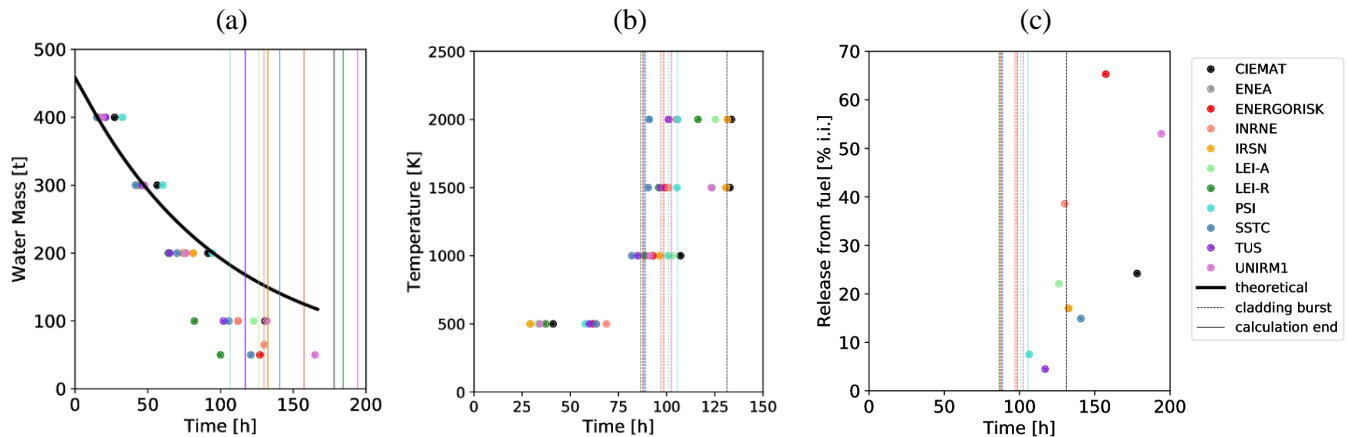 (a)
(b)
(c)
500
400
300
200
100
0
Water Mass [t]
0
50
100
150
200
Time [h]
2500
2000
1500
1000
500
0
Temperature [K]
0
25
50
75
100
125
150
Time [h]
70
60
50
40
30
20
10
0
Release from fuel [% i.i.]
0
50
100
150
200
Time [h]
CIEMAT
ENEA
ENERGORISK
INRNE
IRSN
LEI-A
LEI-R
PSI
SSTC
TUS
UNIRM1
theoretical
cladding burst
calculation end